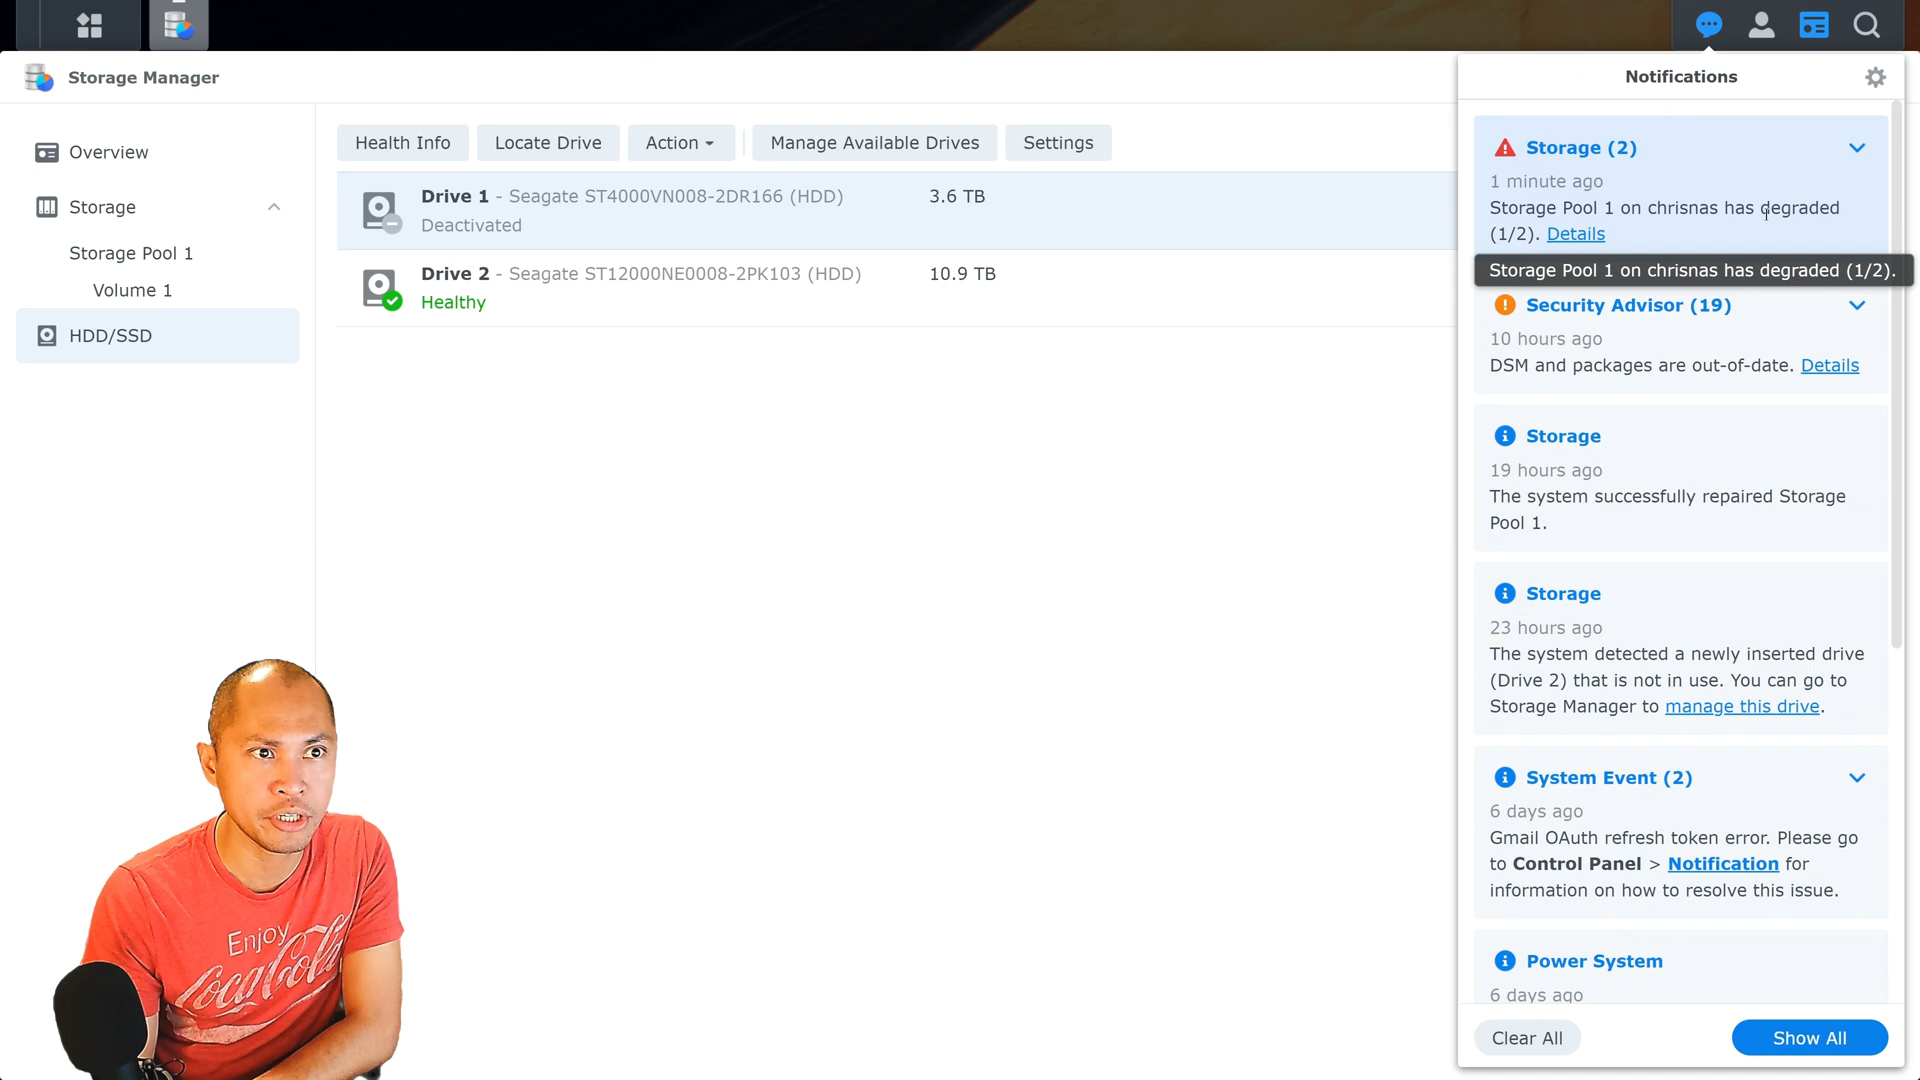 Storage Manager
Overview
Storage
Storage Pool 1
Volume 1
HDD/SSD
Health Info
Locate Drive
Action
Manage Available Drives
Settings
Drive 1 - Seagate ST4000VN008-2DR166 (HDD)
3.6 TB
Deactivated
Drive 2 - Seagate ST12000NE0008-2PK103 (HDD)
10.9 TB
Healthy
Notifications
Storage (2)
1 minute ago
Storage Pool 1 on chrisnas has degraded
(1/2). Details
Storage Pool 1 on chrisnas has degraded (1/2).
Security Advisor (19)
10 hours ago
DSM and packages are out-of-date. Details
Storage
19 hours ago
The system successfully repaired Storage
Pool 1.
Storage
23 hours ago
The system detected a newly inserted drive
(Drive 2) that is not in use. You can go to
Storage Manager to manage this drive.
System Event (2)
6 days ago
Gmail OAuth refresh token error. Please go
to Control Panel > Notification for
information on how to resolve this issue.
Power System
6 days ago
Clear All
Show All
Enjoy
Coca-Cola